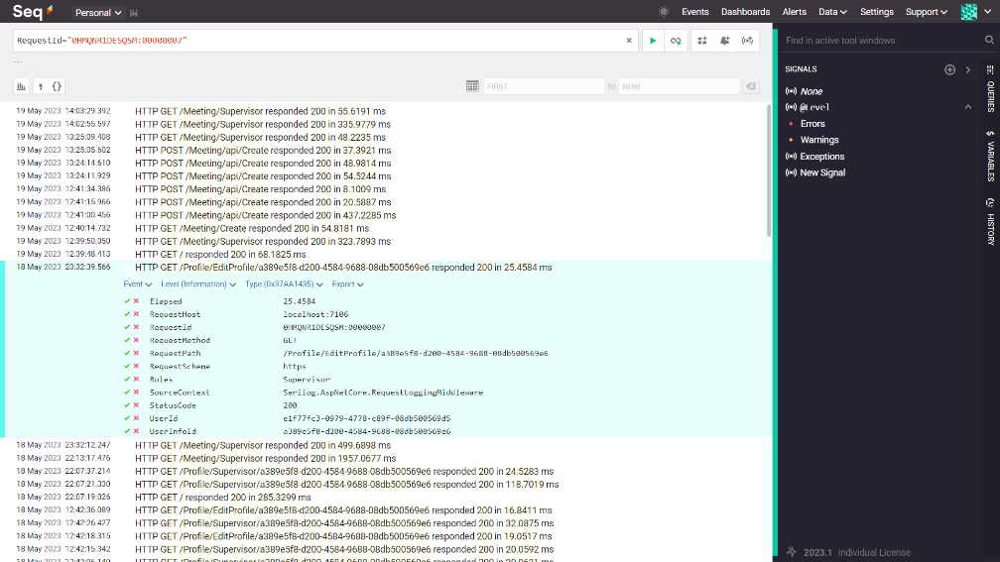 Seq
Personal
Events Dashboards Alerts Data Settings Support
RequestId="0HMQNR1DESQSM:00000007"
...
FIRST to NOW
19 May 2023 14:03:29.392 HTTP GET /Meeting/Supervisor responded 200 in 55.6191 ms
19 May 2023 14:02:55.597 HTTP GET /Meeting/Supervisor responded 200 in 335.9779 ms
19 May 2023 13:25:09.408 HTTP GET /Meeting/Supervisor responded 200 in 48.2235 ms
19 May 2023 13:25:05.602 HTTP POST /Meeting/api/Create responded 200 in 37.3921 ms
19 May 2023 13:24:14.610 HTTP POST /Meeting/api/Create responded 200 in 48.9814 ms
19 May 2023 13:24:11.929 HTTP POST /Meeting/api/Create responded 200 in 54.5244 ms
19 May 2023 12:41:34.386 HTTP POST /Meeting/api/Create responded 200 in 8.1009 ms
19 May 2023 12:41:15.966 HTTP POST /Meeting/api/Create responded 200 in 20.5887 ms
19 May 2023 12:41:00.456 HTTP POST /Meeting/api/Create responded 200 in 437.2285 ms
19 May 2023 12:40:14.732 HTTP GET /Meeting/Create responded 200 in 54.8181 ms
19 May 2023 12:39:50.050 HTTP GET /Meeting/Supervisor responded 200 in 323.7893 ms
19 May 2023 12:39:48.413 HTTP GET / responded 200 in 68.1825 ms
18 May 2023 23:32:39.566 HTTP GET /Profile/EditProfile/a389e5f8-d200-4584-9688-08db500569e6 responded 200 in 25.4584 ms
Event Level (Information) Type (0x37AA1435) Export
Elapsed 25.4584
RequestHost localhost:7106
RequestId 0HMQNR1DESQSM:00000007
RequestMethod GET
RequestPath /Profile/EditProfile/a389e5f8-d200-4584-9688-08db500569e6
RequestScheme https
Roles Supervisor
SourceContext Serilog.AspNetCore.RequestLoggingMiddleware
StatusCode 200
UserId e1f77fc3-0979-4778-c89f-08db500569d5
UserInfoId a389e5f8-d200-4584-9688-08db500569e6
18 May 2023 23:32:12.247 HTTP GET /Meeting/Supervisor responded 200 in 499.6898 ms
18 May 2023 22:13:17.476 HTTP GET /Meeting/Supervisor responded 200 in 1957.0677 ms
18 May 2023 22:07:37.214 HTTP GET /Profile/Supervisor/a389e5f8-d200-4584-9688-08db500569e6 responded 200 in 24.5283 ms
18 May 2023 22:07:21.330 HTTP GET /Profile/Supervisor/a389e5f8-d200-4584-9688-08db500569e6 responded 200 in 118.7019 ms
18 May 2023 22:07:19.026 HTTP GET / responded 200 in 285.3299 ms
18 May 2023 12:42:36.089 HTTP GET /Profile/EditProfile/a389e5f8-d200-4584-9688-08db500569e6 responded 200 in 16.8411 ms
18 May 2023 12:42:26.427 HTTP GET /Profile/Supervisor/a389e5f8-d200-4584-9688-08db500569e6 responded 200 in 32.0875 ms
18 May 2023 12:42:18.315 HTTP GET /Profile/EditProfile/a389e5f8-d200-4584-9688-08db500569e6 responded 200 in 19.0517 ms
18 May 2023 12:42:15.342 HTTP GET /Profile/Supervisor/a389e5f8-d200-4584-9688-08db500569e6 responded 200 in 20.0592 ms
Find in active tool windows
SIGNALS
None
@Level
Errors
Warnings
Exceptions
New Signal
QUERIES
$ VARIABLES
HISTORY
2023.1 Individual License